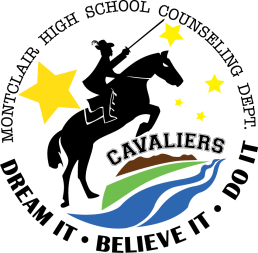 MONTCLAIR HIGH SCHOOL COUNSELING DEPT.
CAVALIERS
DREAM IT • BELIEVE IT • DO IT